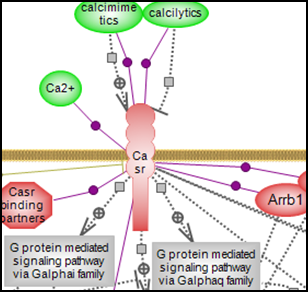 calcimime
tics
calcilytics
Ca2+
Ca
sr
Casr
binding
partners
Arrb1
G protein mediated
signaling pathway
via Galphai family
G protein mediated
signaling pathway
via Galphaq family